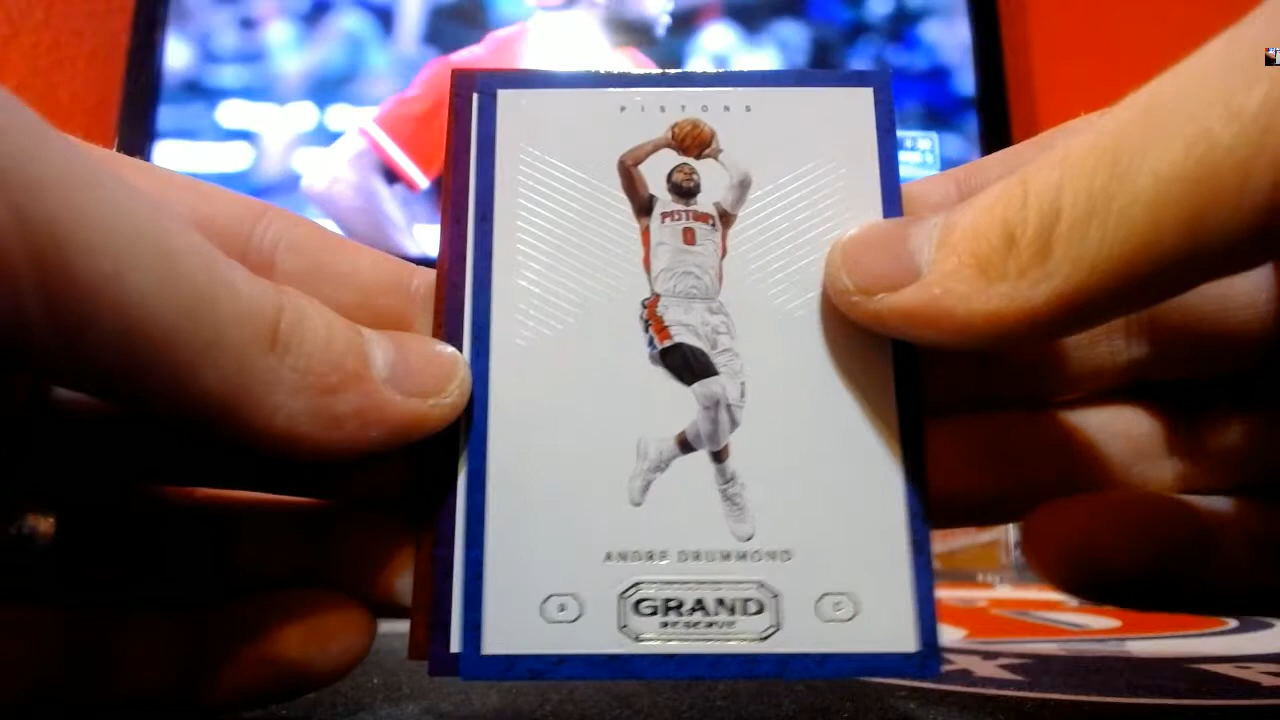 PISTONS
PISTONS
0
ANDRE DRUMMOND
GRAND
RESERVE